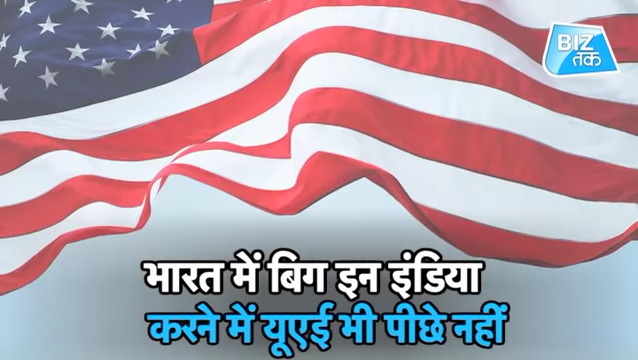 BIZ
तक
भारत में बिग इन इंडिया
करने में यूएई भी पीछे नहीं